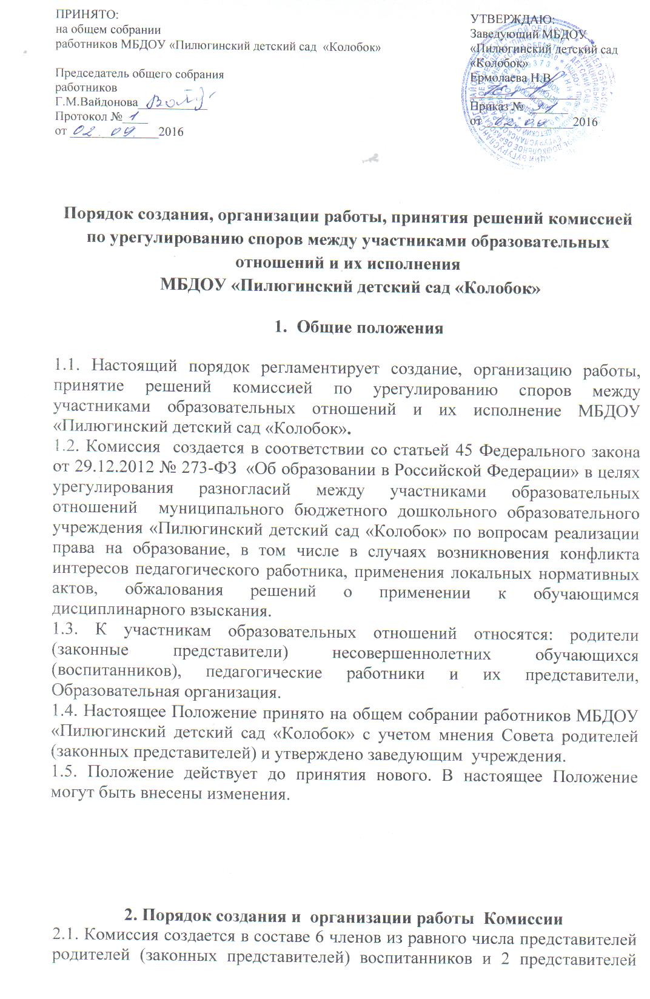 ПРИНЯТО:
на общем собрании
работников МБДОУ «Пилюгинский детский сад «Колобок»
Председатель общего собрания
работников
Г.М.Вайдонова
Протокол № 1
от 02. 09. 2016
УТВЕРЖДАЮ:
Заведующий МБДОУ
«Пилюгинский детский сад
«Колобок»
Ермолаева Н.В.
Приказ № 31
от 02. 09. 2016
Порядок создания, организации работы, принятия решений комиссией
по урегулированию споров между участниками образовательных
отношений и их исполнения
МБДОУ «Пилюгинский детский сад «Колобок»
1. Общие положения
1.1. Настоящий порядок регламентирует создание, организацию работы,
принятие решений комиссией по урегулированию споров между
участниками образовательных отношений и их исполнение МБДОУ
«Пилюгинский детский сад «Колобок».
1.2. Комиссия создается в соответствии со статьей 45 Федерального закона
от 29.12.2012 № 273-ФЗ «Об образовании в Российской Федерации» в целях
урегулирования разногласий между участниками образовательных
отношений муниципального бюджетного дошкольного образовательного
учреждения «Пилюгинский детский сад «Колобок» по вопросам реализации
права на образование, в том числе в случаях возникновения конфликта
интересов педагогического работника, применения локальных нормативных
актов, обжалования решений о применении к обучающимся
дисциплинарного взыскания.
1.3. К участникам образовательных отношений относятся: родители
(законные представители) несовершеннолетних обучающихся
(воспитанников), педагогические работники и их представители,
Образовательная организация.
1.4. Настоящее Положение принято на общем собрании работников МБДОУ
«Пилюгинский детский сад «Колобок» с учетом мнения Совета родителей
(законных представителей) и утверждено заведующим учреждения.
1.5. Положение действует до принятия нового. В настоящее Положение
могут быть внесены изменения.
2. Порядок создания и организации работы Комиссии
2.1. Комиссия создается в составе 6 членов из равного числа представителей
родителей (законных представителей) воспитанников и 2 представителей